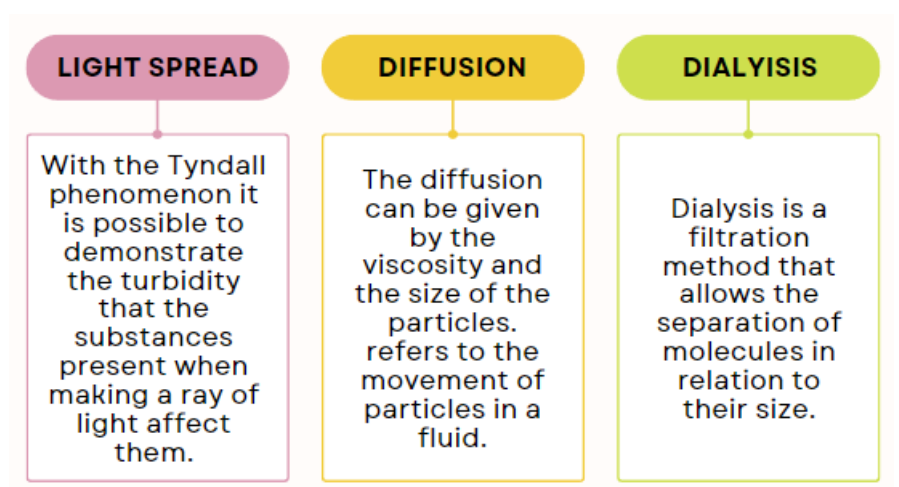 LIGHT SPREAD
With the Tyndall
phenomenon it
is possible to
demonstrate
the turbidity
that the
substances
present when
making a ray of
light affect
them.
DIFFUSION
The diffusion
can be given
by the
viscosity and
the size of the
particles.
refers to the
movement of
particles in a
fluid.
DIALYISIS
Dialysis is a
filtration
method that
allows the
separation of
molecules in
relation to
their size.